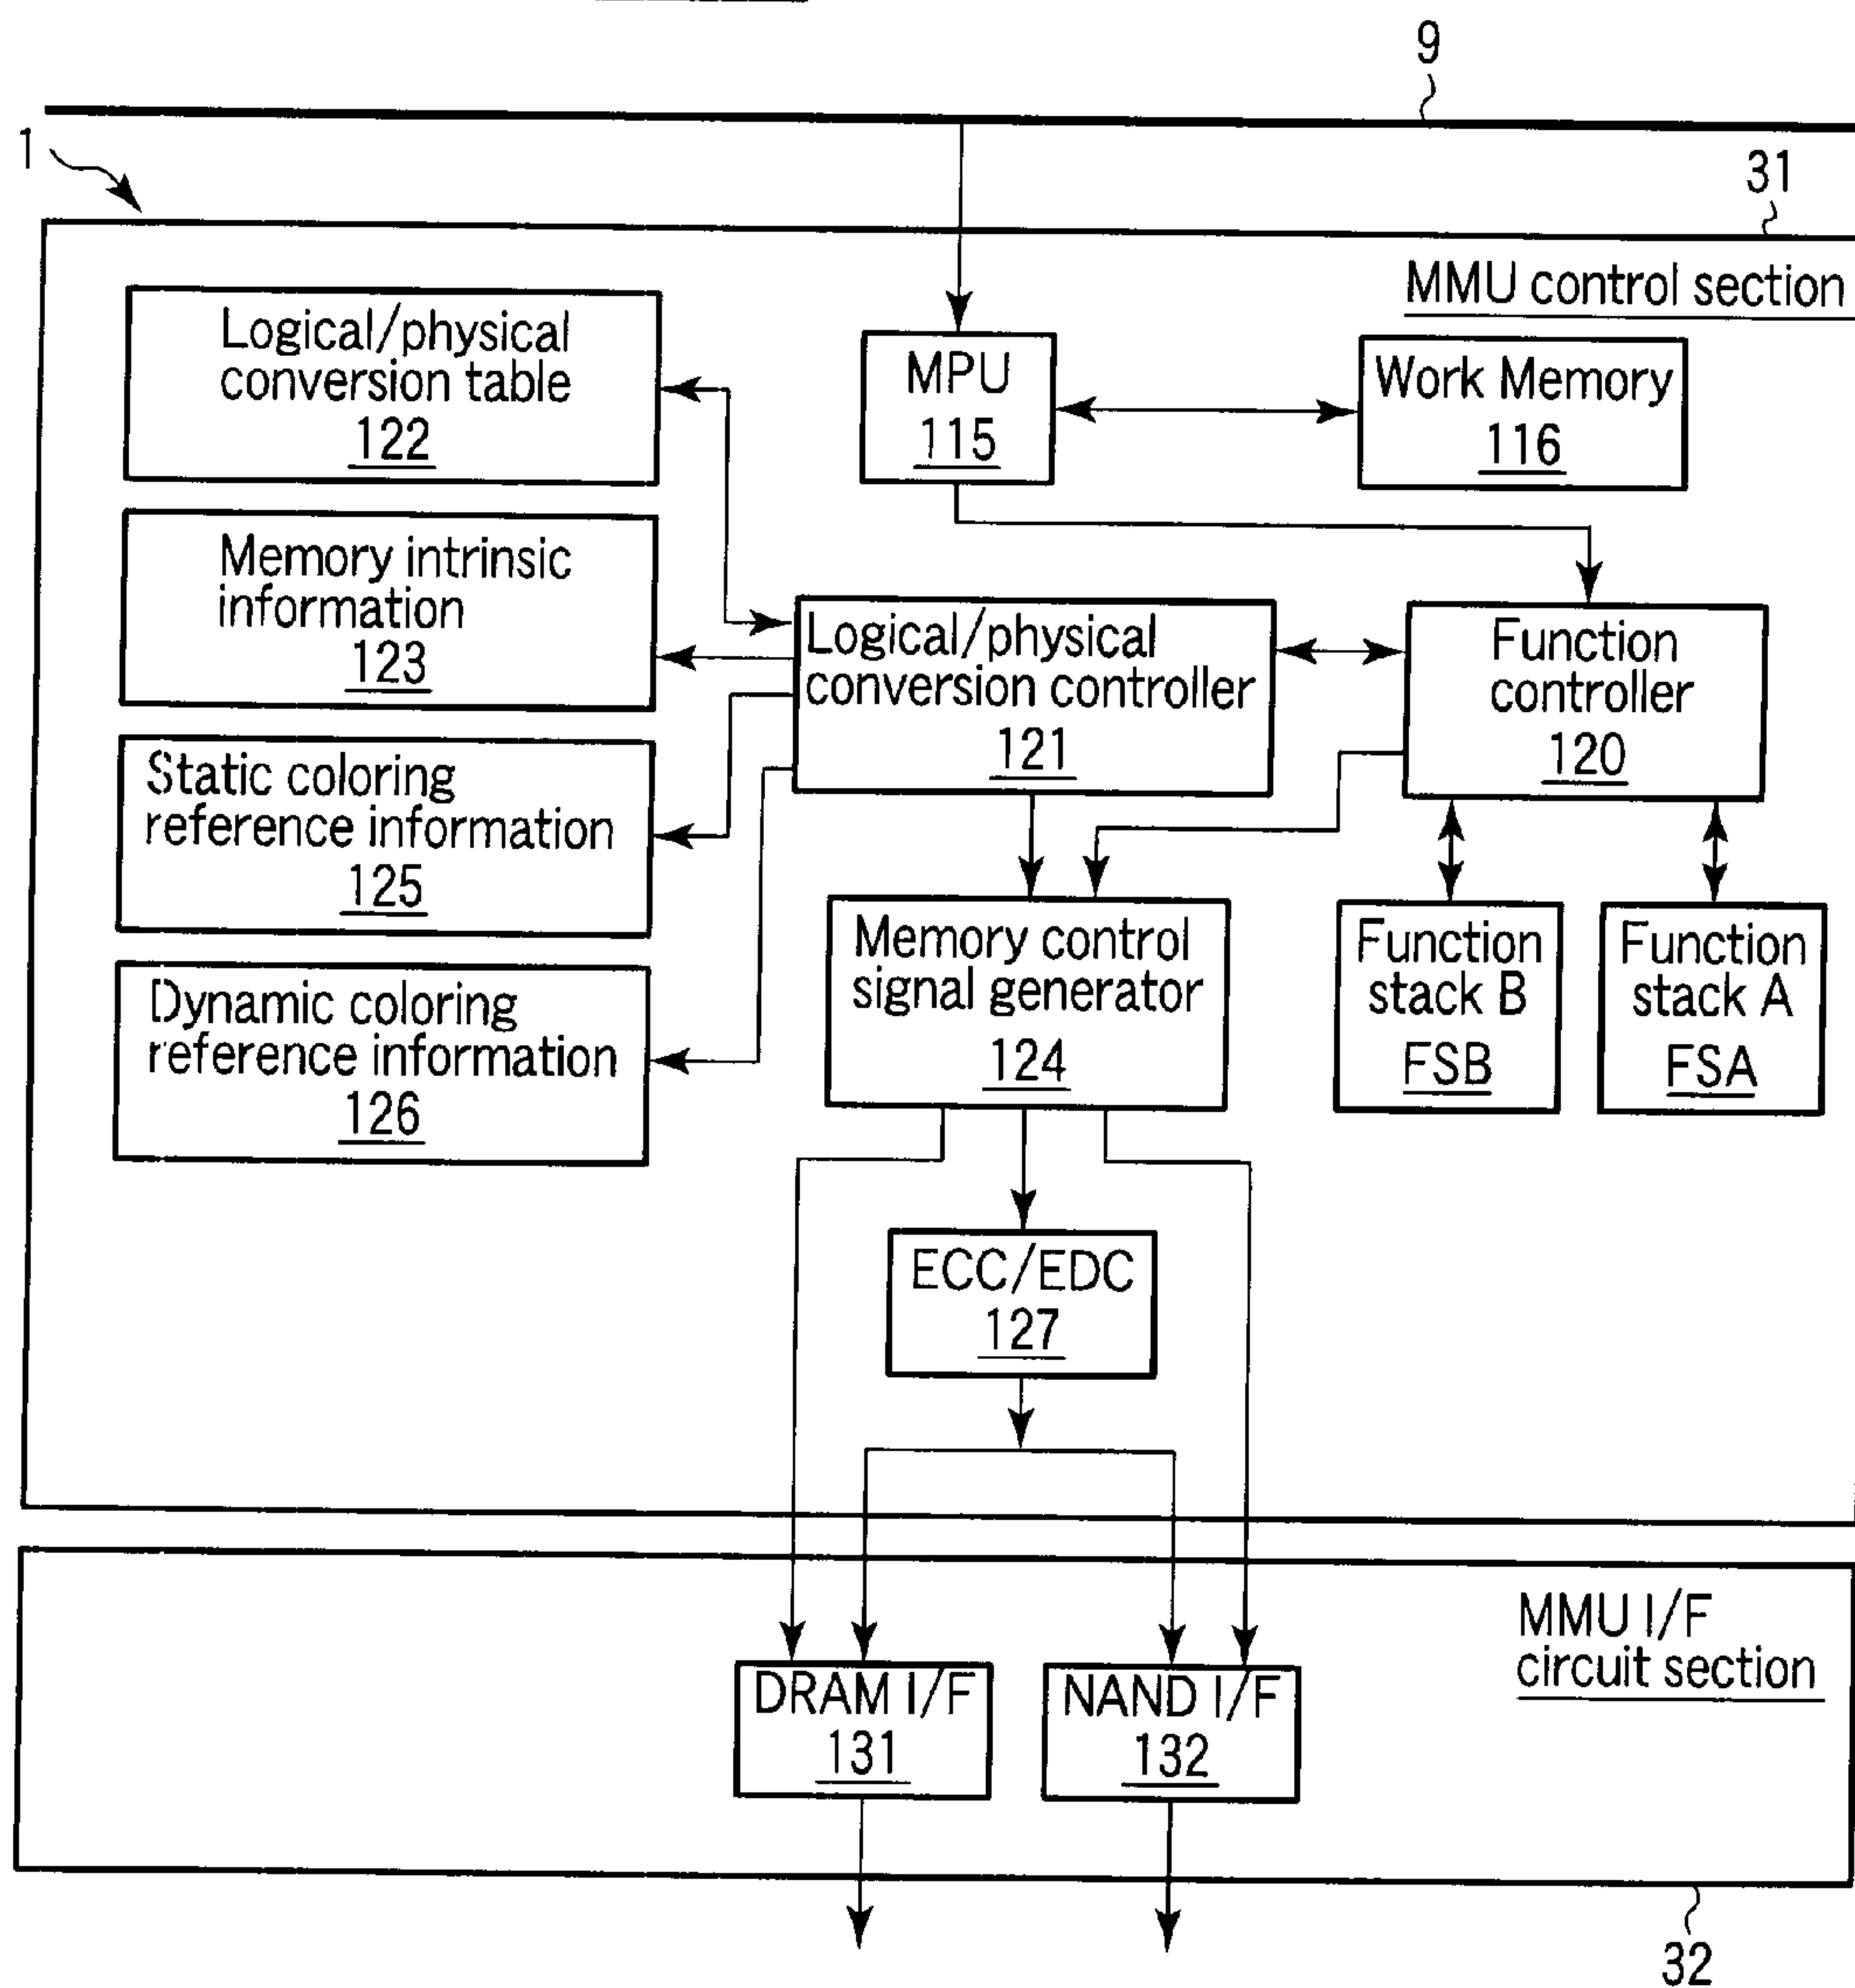 9
1
31
MMU control section
Logical/physical
conversion table
122
MPU
115
Work Memory
116
Memory intrinsic
information
123
Logical/physical
conversion controller
121
Function
controller
120
Static coloring
reference information
125
Memory control
signal generator
124
Function
stack B
FSB
Function
stack A
FSA
Dynamic coloring
reference information
126
ECC/EDC
127
MMU I/F
circuit section
DRAM I/F
131
NAND I/F
132
32